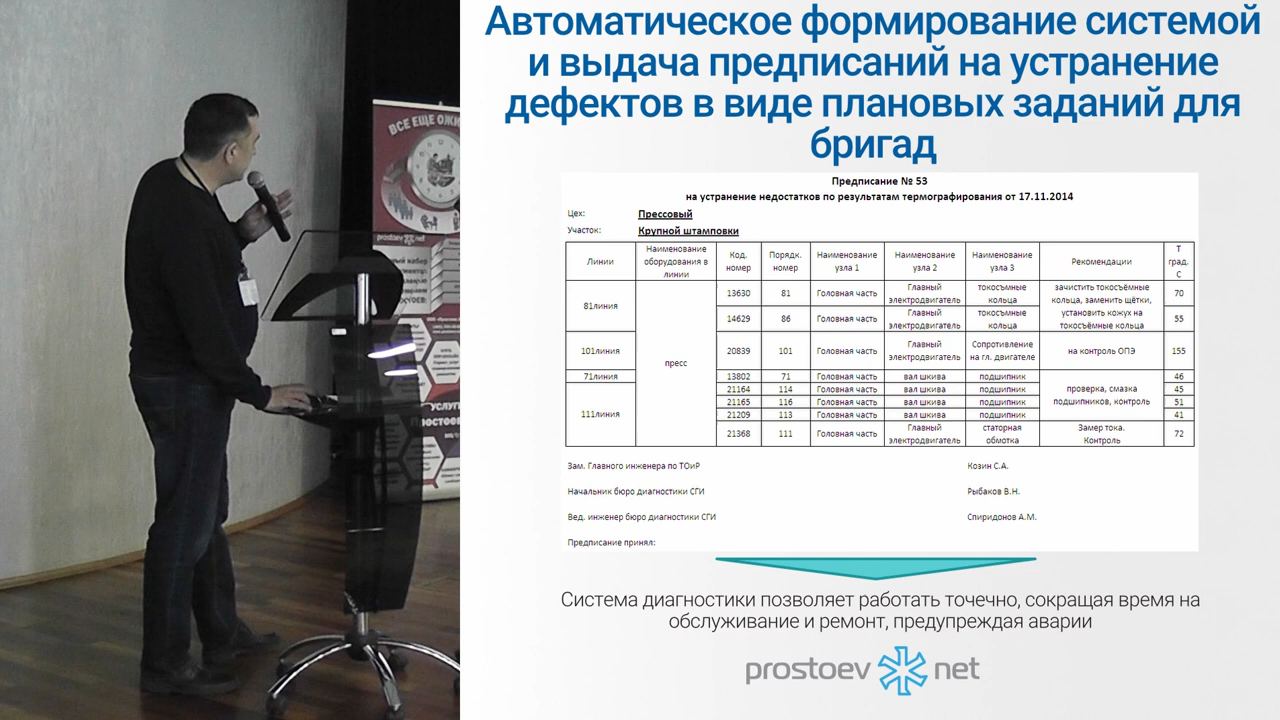 Автоматическое формирование системой
и выдача предписаний на устранение
дефектов в виде плановых заданий для
бригад
Предписание № 53
на устранение недостатков по результатам термографирования от 17.11.2014
Цех: Прессовый
Участок: Крупной штамповки
Линии
Наименование
оборудования в
линии
Код.
номер
Порядк.
номер
Наименование
узла 1
Наименование
узла 2
Наименование
узла 3
Рекомендации
Т
град.
С
81линия
пресс
13630 81 Головная часть
Главный
электродвигатель
токосъмные
кольца
зачистить токосъёмные
кольца, заменить щётки,
установить кожух на
токосъёмные кольца
70
14629 86 Головная часть
Главный
электродвигатель
токосъмные
кольца
55
101линия
20839 101 Головная часть
Главный
электродвигатель
Сопротивление
на гл. двигателе
на контроль ОПЭ
155
71линия 13802 71 Головная часть вал шкива подшипник 46
проверка, смазка
подшипников, контроль
111линия
21164 114 Головная часть вал шкива подшипник 45
21165 116 Головная часть вал шкива подшипник 51
21209 113 Головная часть вал шкива подшипник 41
21368 111 Головная часть
Главный
электродвигатель
статорная
обмотка
Замер тока.
Контроль
72
Зам. Главного инженера по ТОиР Козин С.А.
Начальник бюро диагностики СГИ Рыбаков В.Н.
Вед. инженер бюро диагностики СГИ Спиридонов А.М.
Предписание принял:
Система диагностики позволяет работать точечно, сокращая время на
обслуживание и ремонт, предупреждая аварии
prostoev net
ВСЕ ЕЩЕ
prostoev net